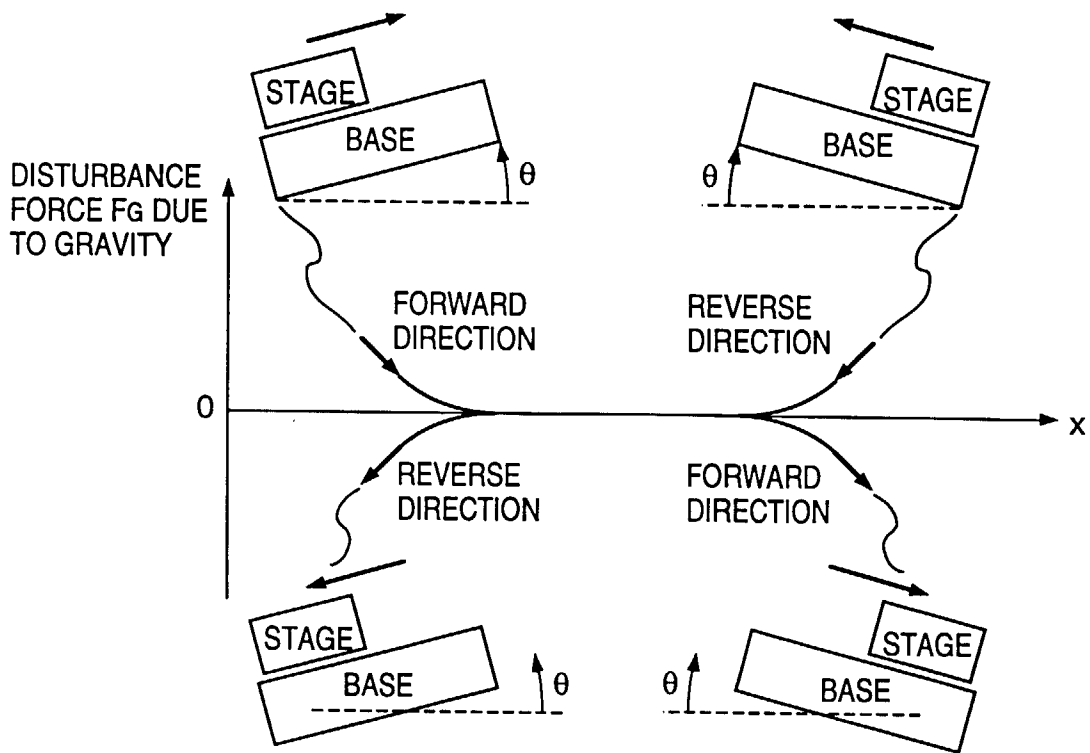 STAGE
BASE
θ
STAGE
BASE
θ
DISTURBANCE
FORCE FG DUE
TO GRAVITY
FORWARD
DIRECTION
REVERSE
DIRECTION
0
x
REVERSE
DIRECTION
FORWARD
DIRECTION
STAGE
BASE
θ
STAGE
BASE
θ